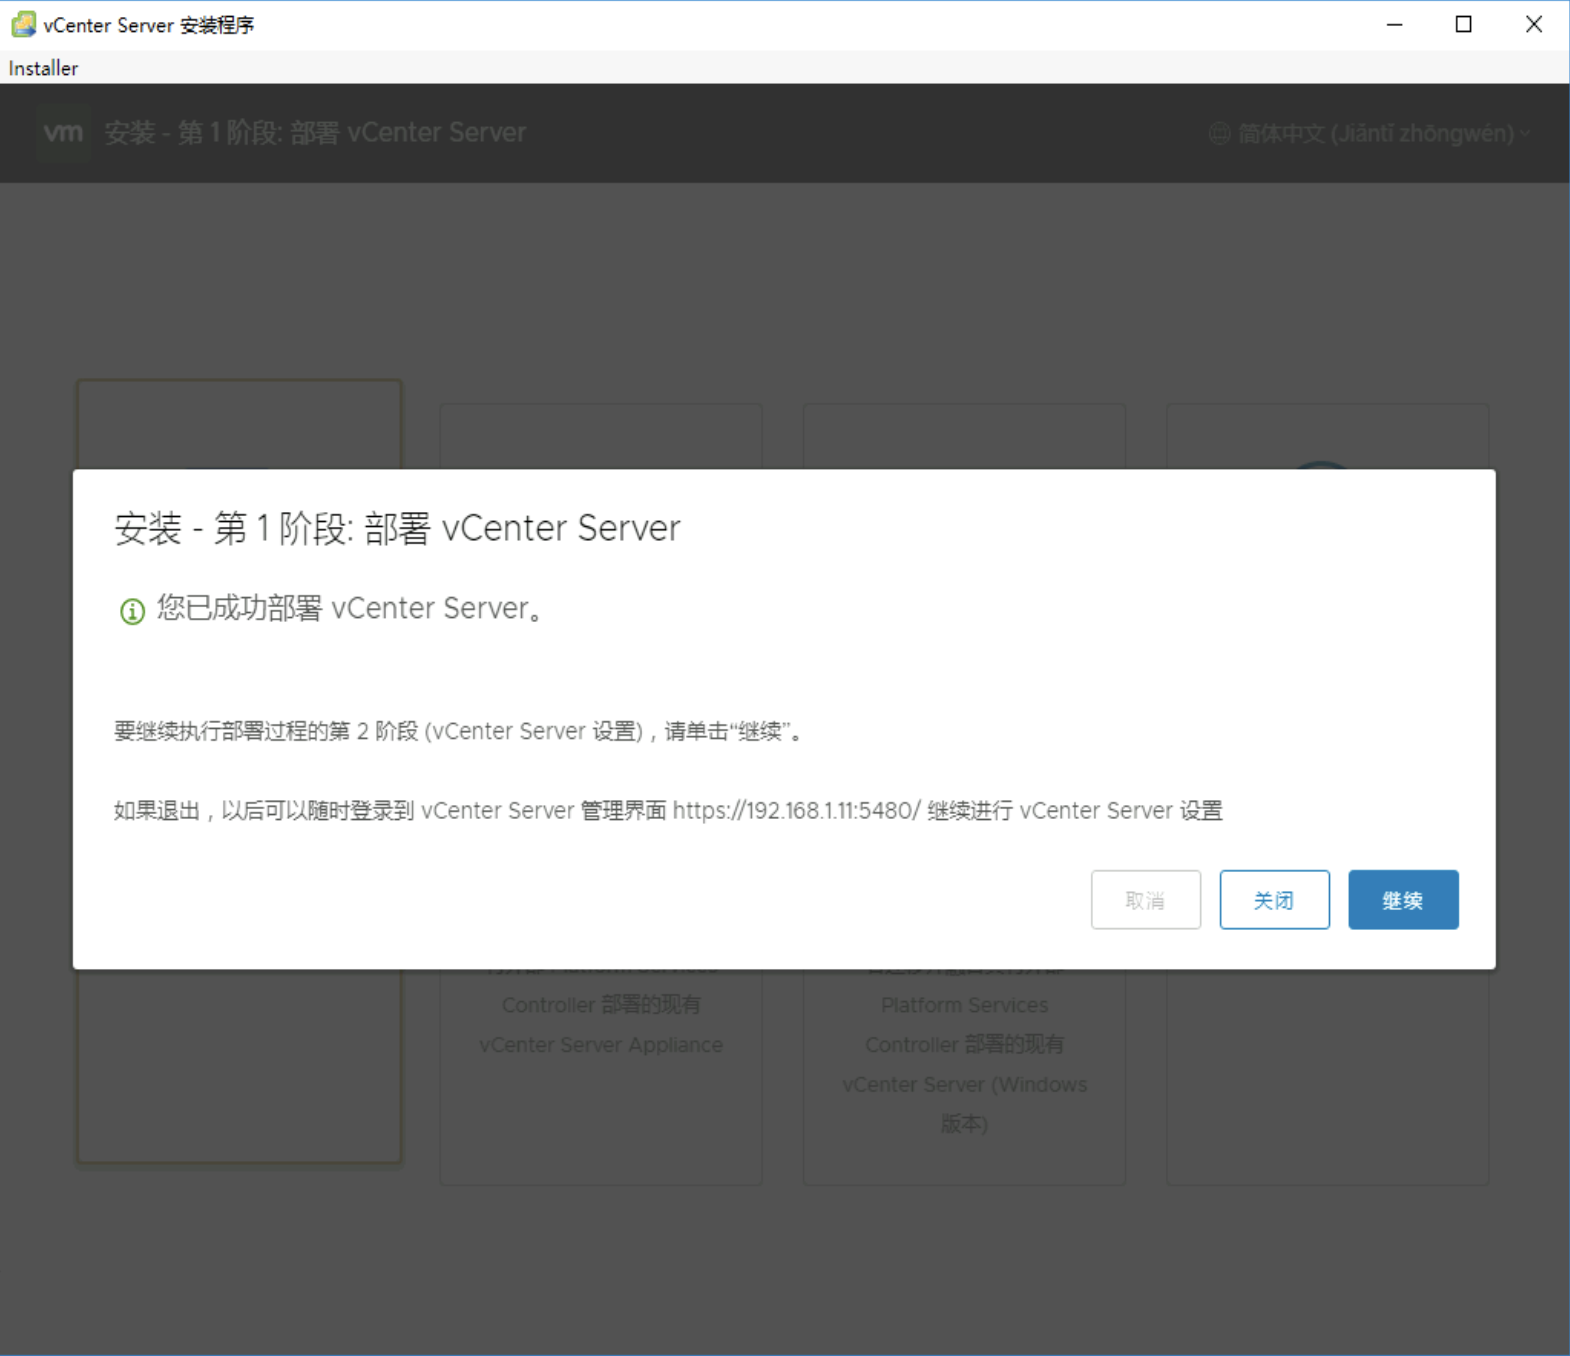 vCenter Server 安装程序
Installer
vm 安装 - 第 1 阶段: 部署 vCenter Server
简体中文 (Jiǎntǐ zhōngwén)
安装 - 第 1 阶段: 部署 vCenter Server
您已成功部署 vCenter Server。
要继续执行部署过程的第 2 阶段 (vCenter Server 设置)，请单击“继续”。
如果退出，以后可以随时登录到 vCenter Server 管理界面 https://192.168.1.11:5480/ 继续进行 vCenter Server 设置
取消
关闭
继续
Controller 部署的现有
vCenter Server Appliance
Platform Services
Controller 部署的现有
vCenter Server (Windows
版本)